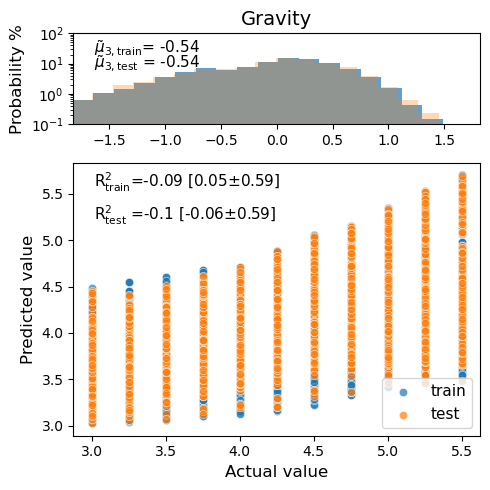 Gravity
Probability %
10²
10¹
10⁰
10⁻¹
μ̃₃,train= -0.54
μ̃₃,test = -0.54
−1.5 −1.0 −0.5 0.0 0.5 1.0 1.5
R²train=-0.09 [0.05±0.59]
R²test =-0.1 [-0.06±0.59]
Predicted value
5.5
5.0
4.5
4.0
3.5
3.0
train
test
3.0 3.5 4.0 4.5 5.0 5.5
Actual value